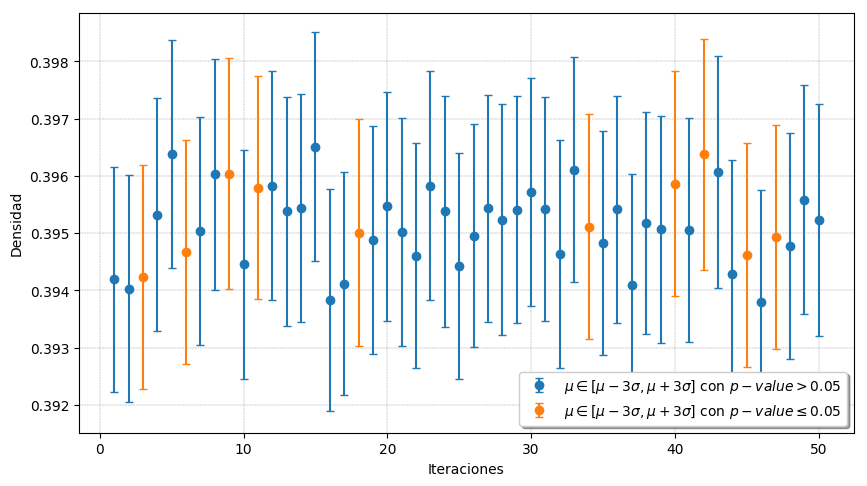 Densidad
0.398
0.397
0.396
0.395
0.394
0.393
0.392
μ ∈ [μ − 3σ, μ + 3σ] con p − value > 0.05
μ ∈ [μ − 3σ, μ + 3σ] con p − value ≤ 0.05
0 10 20 30 40 50
Iteraciones